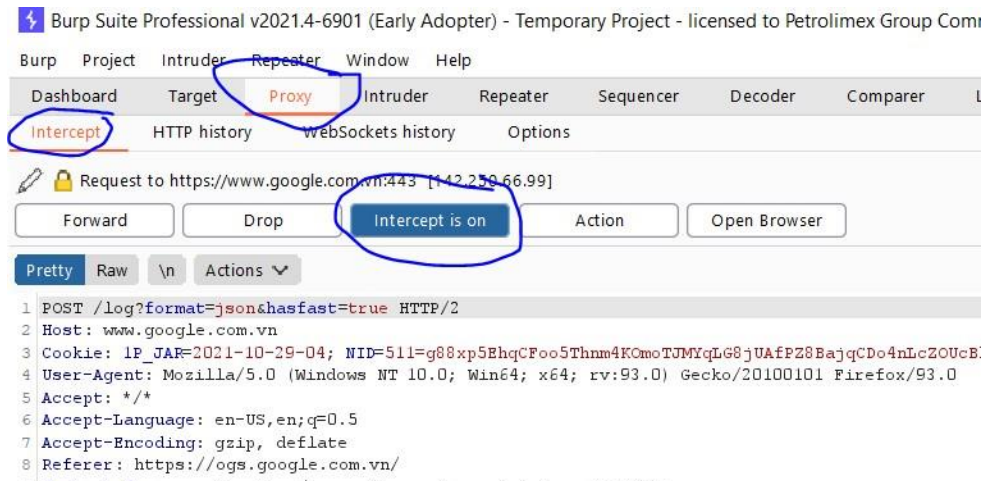 Burp Suite Professional v2021.4-6901 (Early Adopter) - Temporary Project - licensed to Petrolimex Group
Burp Project Intruder Repeater Window Help
Dashboard Target Proxy Intruder Repeater Sequencer Decoder Comparer
Intercept HTTP history WebSockets history Options
Request to https://www.google.com.vn:443 [142.250.66.99]
Forward Drop Intercept is on Action Open Browser
Pretty Raw \n Actions
1 POST /log?format=json&hasfast=true HTTP/2
2 Host: www.google.com.vn
3 Cookie: 1P_JAR=2021-10-29-04; NID=511=g88xp5EhqCFoo5Thnm4KOmoTJMYqLG8jUAfPZ8BajqCDo4nLcZOUcB
4 User-Agent: Mozilla/5.0 (Windows NT 10.0; Win64; x64; rv:93.0) Gecko/20100101 Firefox/93.0
5 Accept: */*
6 Accept-Language: en-US,en;q=0.5
7 Accept-Encoding: gzip, deflate
8 Referer: https://ogs.google.com.vn/